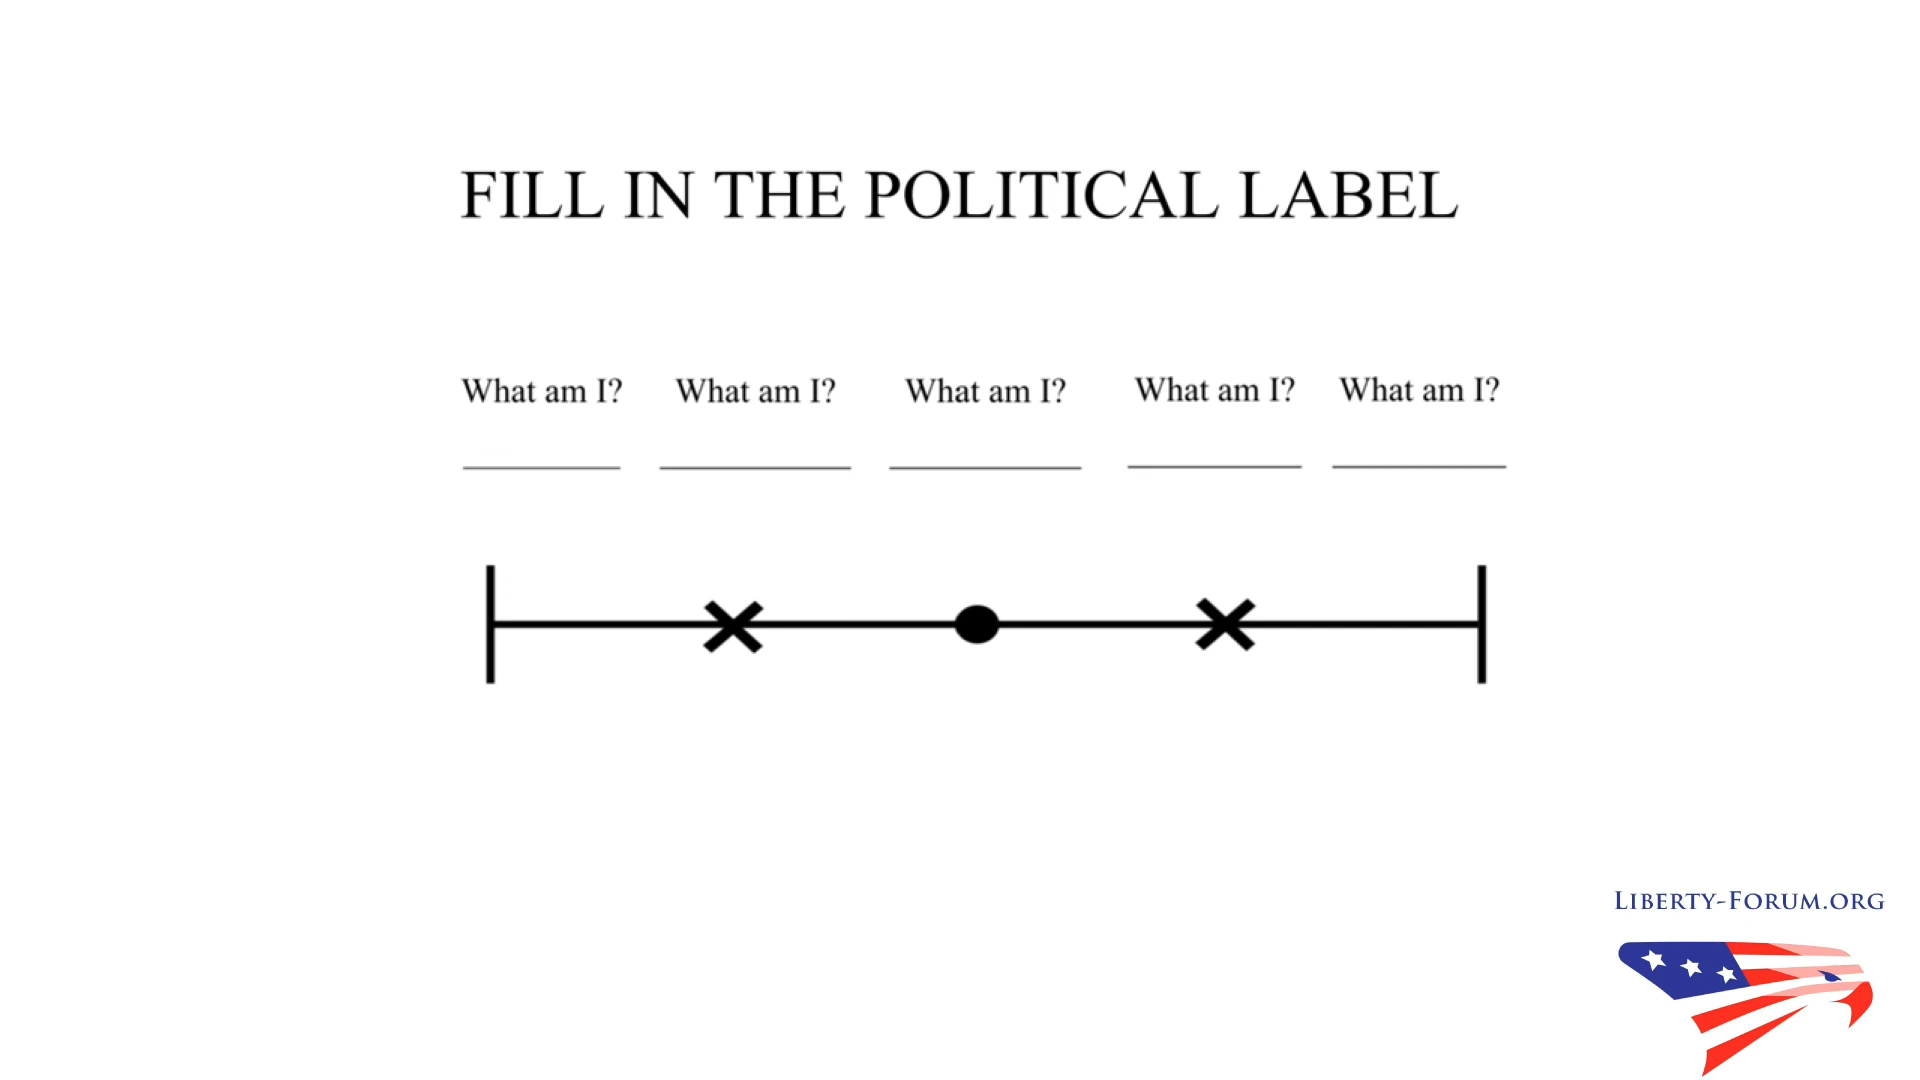 FILL IN THE POLITICAL LABEL
What am I? What am I? What am I? What am I? What am I?
LIBERTY-FORUM.ORG